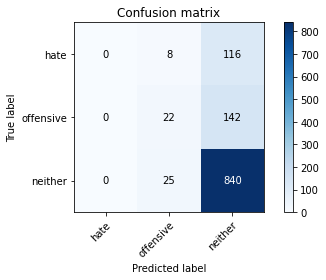 Confusion matrix
True label
hate
offensive
neither
0 8 116
0 22 142
0 25 840
hate
offensive
neither
Predicted label
800
700
600
500
400
300
200
100
0